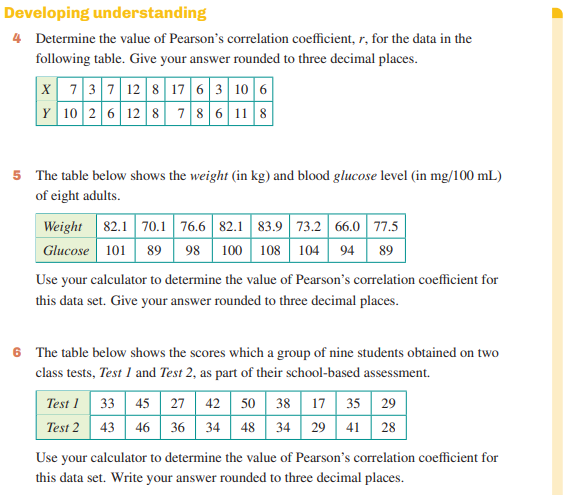 Developing understanding
4 Determine the value of Pearson’s correlation coefficient, r, for the data in the
following table. Give your answer rounded to three decimal places.
X 7 3 7 12 8 17 6 3 10 6
Y 10 2 6 12 8 7 8 6 11 8
5 The table below shows the weight (in kg) and blood glucose level (in mg/100 mL)
of eight adults.
Weight 82.1 70.1 76.6 82.1 83.9 73.2 66.0 77.5
Glucose 101 89 98 100 108 104 94 89
Use your calculator to determine the value of Pearson’s correlation coefficient for
this data set. Give your answer rounded to three decimal places.
6 The table below shows the scores which a group of nine students obtained on two
class tests, Test 1 and Test 2, as part of their school-based assessment.
Test 1 33 45 27 42 50 38 17 35 29
Test 2 43 46 36 34 48 34 29 41 28
Use your calculator to determine the value of Pearson’s correlation coefficient for
this data set. Write your answer rounded to three decimal places.